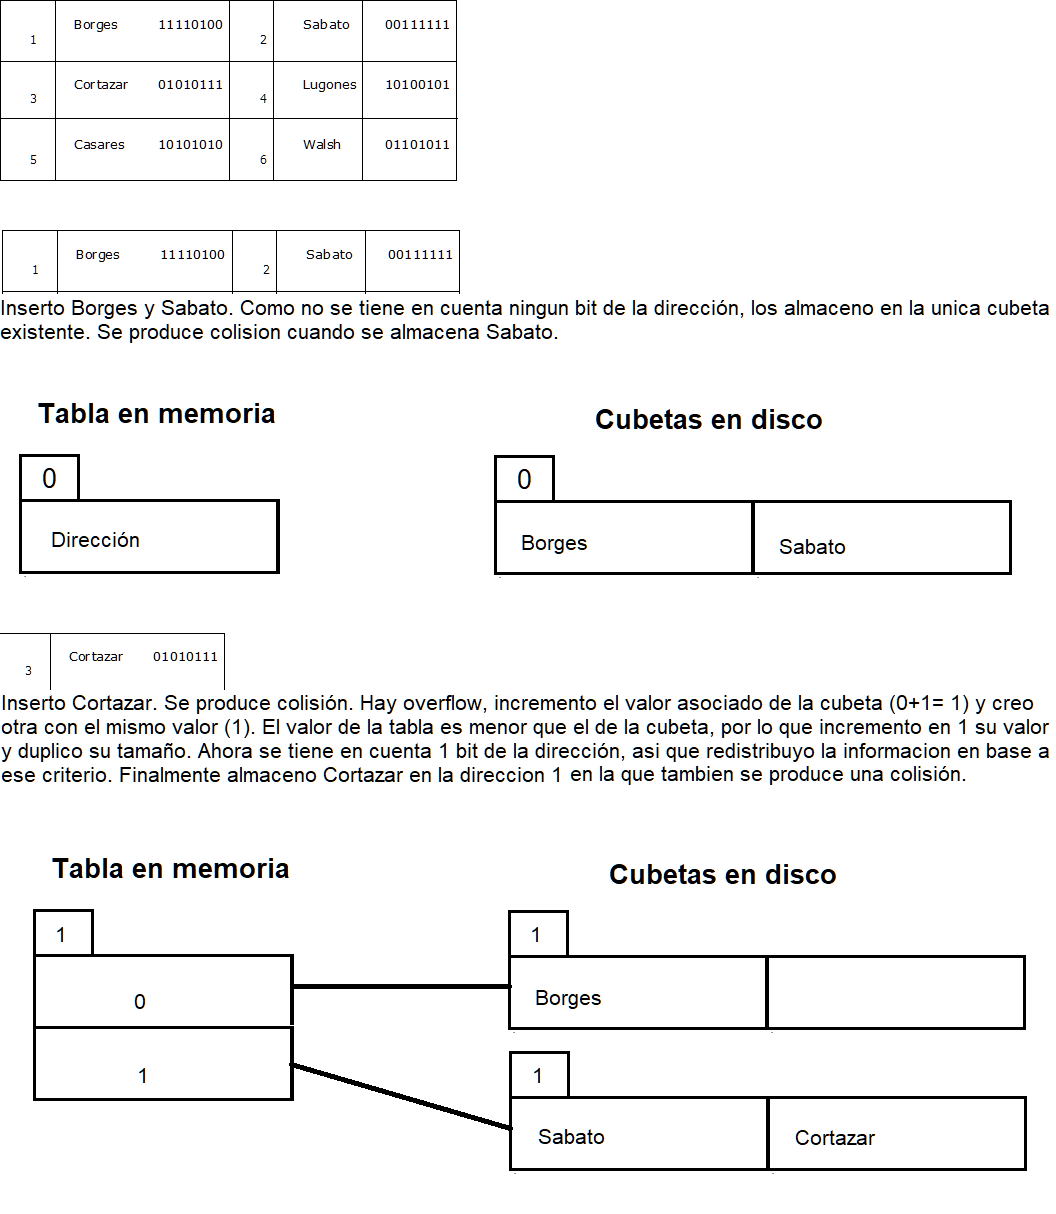 1 Borges 11110100 2 Sabato 00111111
3 Cortazar 01010111 4 Lugones 10100101
5 Casares 10101010 6 Walsh 01101011
1 Borges 11110100 2 Sabato 00111111
Inserto Borges y Sabato. Como no se tiene en cuenta ningun bit de la dirección, los almaceno en la unica cubeta
existente. Se produce colision cuando se almacena Sabato.
Tabla en memoria
Cubetas en disco
0
0
Dirección
Borges
Sabato
3 Cortazar 01010111
Inserto Cortazar. Se produce colisión. Hay overflow, incremento el valor asociado de la cubeta (0+1= 1) y creo
otra con el mismo valor (1). El valor de la tabla es menor que el de la cubeta, por lo que incremento en 1 su valor
y duplico su tamaño. Ahora se tiene en cuenta 1 bit de la dirección, asi que redistribuyo la informacion en base a
ese criterio. Finalmente almaceno Cortazar en la direccion 1 en la que tambien se produce una colisión.
Tabla en memoria
Cubetas en disco
1
1
0
Borges
1
1
Sabato
Cortazar